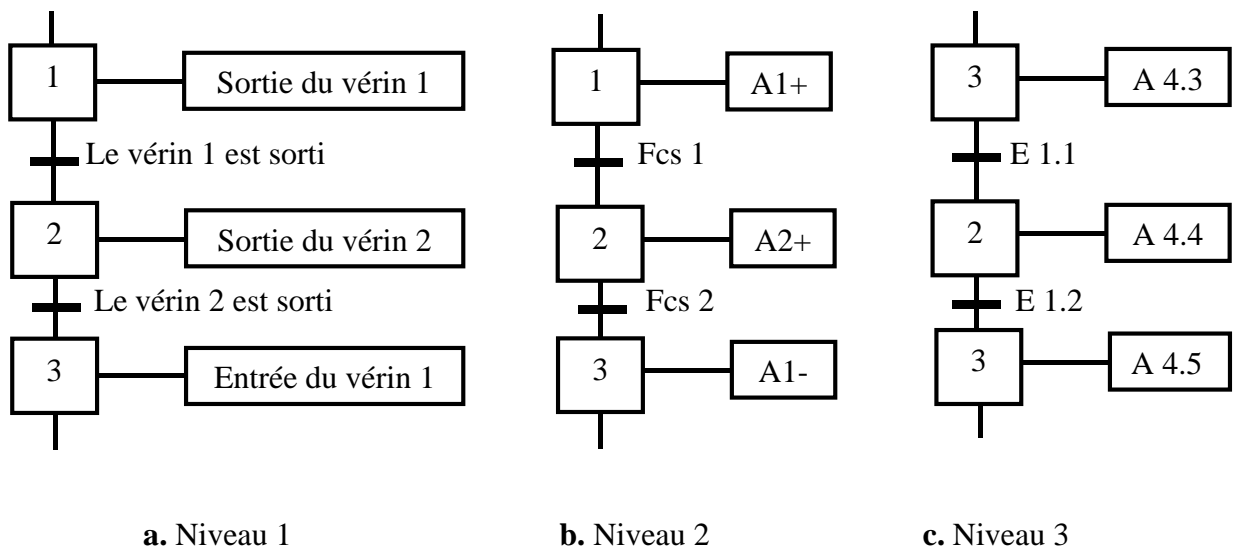 1
Sortie du vérin 1
Le vérin 1 est sorti
2
Sortie du vérin 2
Le vérin 2 est sorti
3
Entrée du vérin 1
a. Niveau 1
1
A1+
Fcs 1
2
A2+
Fcs 2
3
A1-
b. Niveau 2
3
A 4.3
E 1.1
2
A 4.4
E 1.2
3
A 4.5
c. Niveau 3